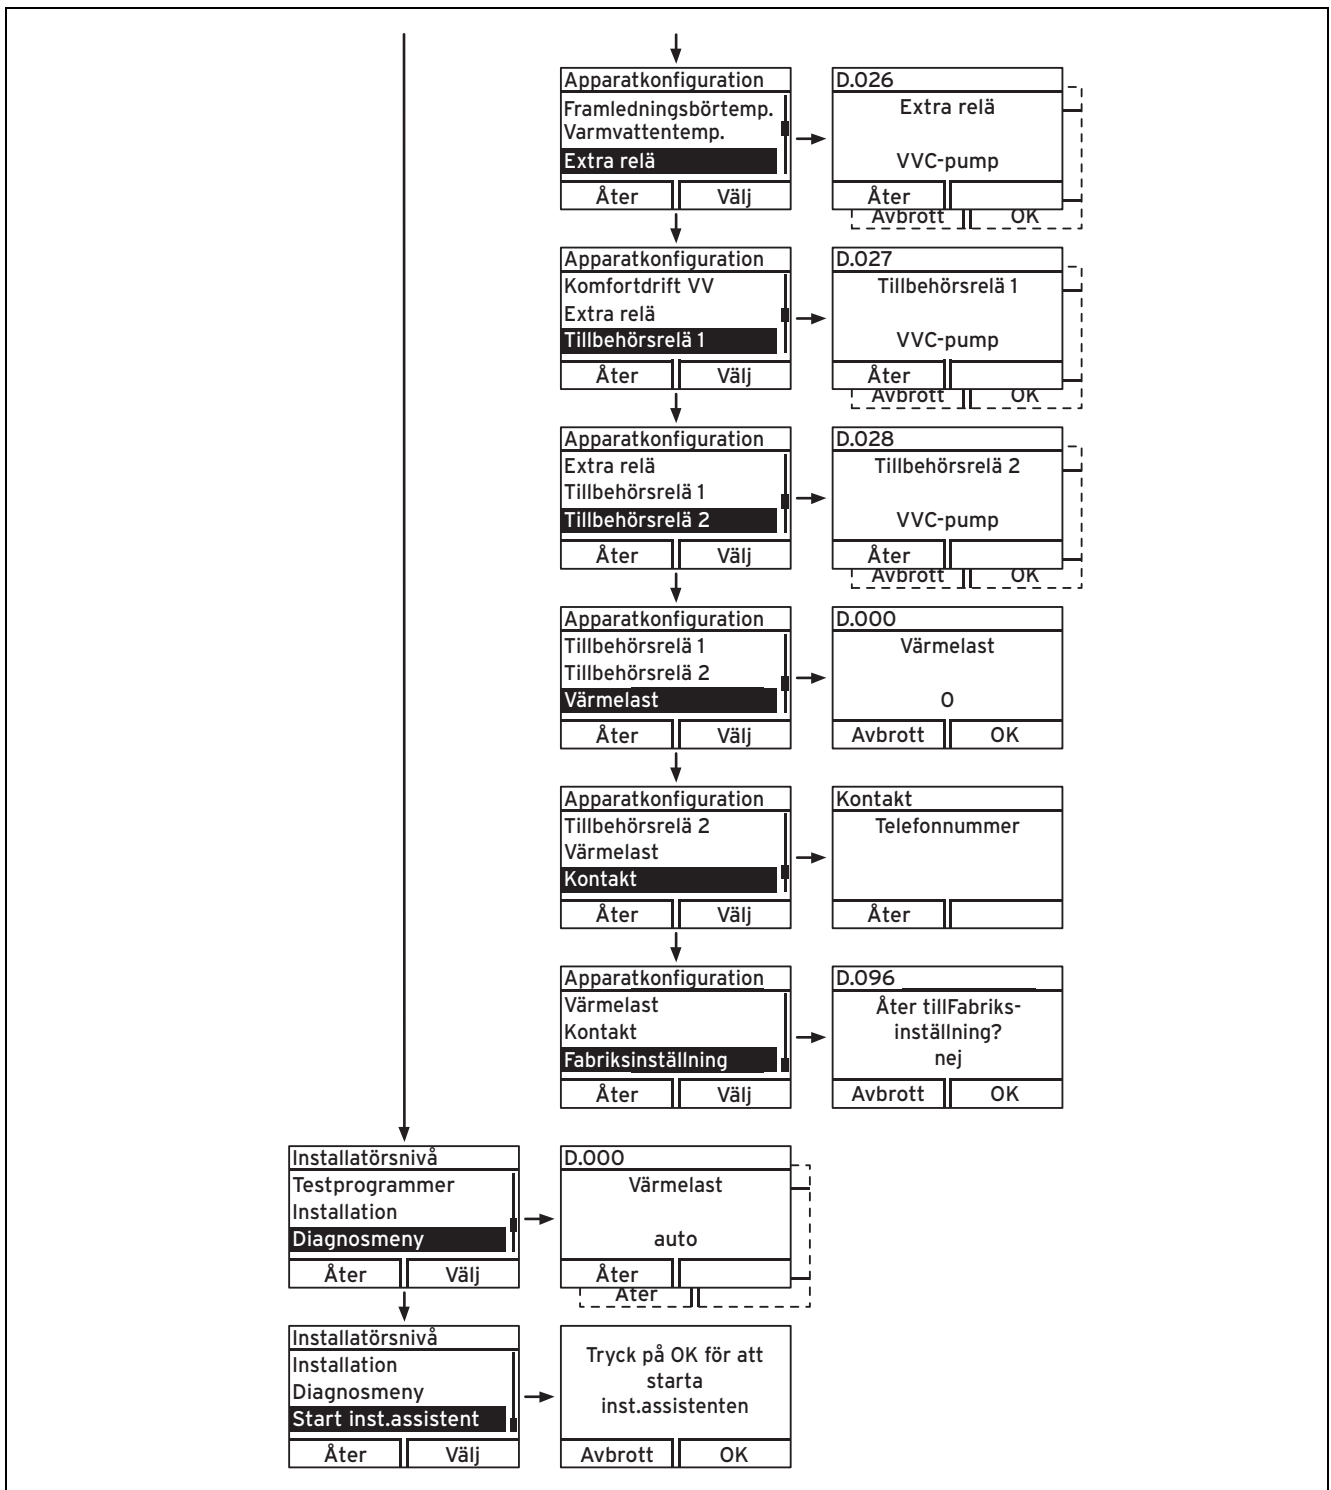 Apparatkonfiguration
Framledningsbörtemp.
Varmvattentemp.
Extra relä
Åter Välj
D.026
Extra relä
VVC-pump
Åter
Avbrott OK
Apparatkonfiguration
Komfortdrift VV
Extra relä
Tillbehörsrelä 1
Åter Välj
D.027
Tillbehörsrelä 1
VVC-pump
Åter
Avbrott OK
Apparatkonfiguration
Extra relä
Tillbehörsrelä 1
Tillbehörsrelä 2
Åter Välj
D.028
Tillbehörsrelä 2
VVC-pump
Åter
Avbrott OK
Apparatkonfiguration
Tillbehörsrelä 1
Tillbehörsrelä 2
Värmelast
Åter Välj
D.000
Värmelast
0
Avbrott OK
Apparatkonfiguration
Tillbehörsrelä 2
Värmelast
Kontakt
Åter Välj
Kontakt
Telefonnummer
Åter
Apparatkonfiguration
Värmelast
Kontakt
Fabriksinställning
Åter Välj
D.096
Åter tillFabriks-
inställning?
nej
Avbrott OK
Installatörsnivå
Testprogrammer
Installation
Diagnosmeny
Åter Välj
D.000
Värmelast
auto
Åter
Åter
Installatörsnivå
Installation
Diagnosmeny
Start inst.assistent
Åter Välj
Tryck på OK för att
starta
inst.assistenten
Avbrott OK